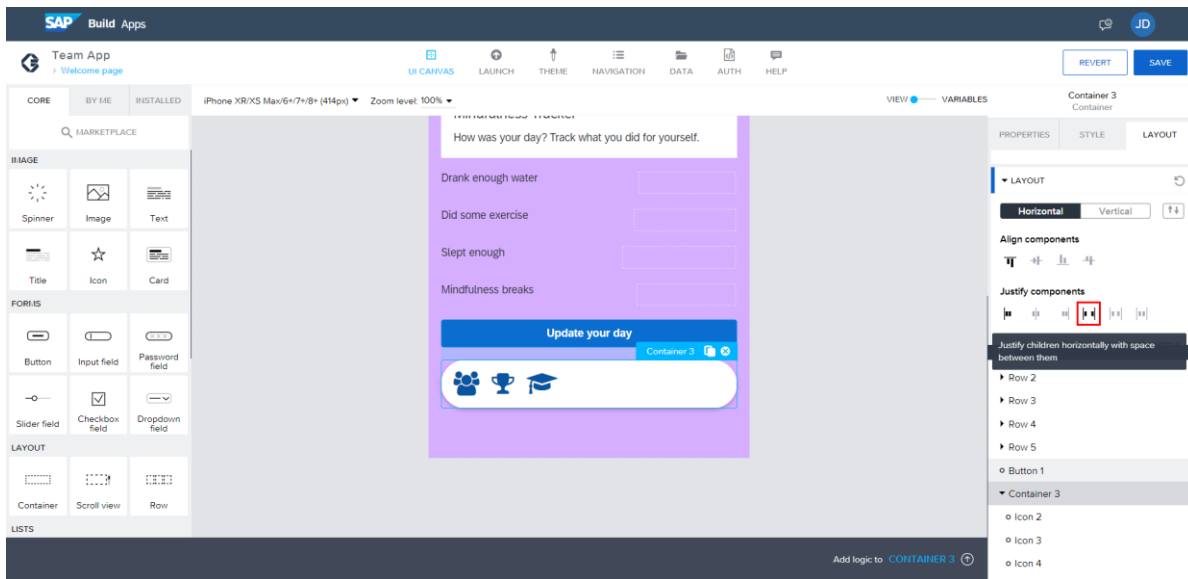 SAP Build Apps
JD
Team App
Welcome page
UI CANVAS LAUNCH THEME NAVIGATION DATA AUTH HELP
REVERT SAVE
CORE BY ME INSTALLED
iPhone XR/XS Max/6+/7+/8+ (414px) Zoom level: 100%
VIEW VARIABLES
Container 3
Container
MARKETPLACE
PROPERTIES STYLE LAYOUT
IMAGE
Spinner Image Text
Title Icon Card
FORMS
Button Input field Password field
Slider field Checkbox field Dropdown field
LAYOUT
Container Scroll view Row
LISTS
Mindfulness Tracker
How was your day? Track what you did for yourself.
Drank enough water
Did some exercise
Slept enough
Mindfulness breaks
Update your day
Container 3
LAYOUT
Horizontal Vertical
Align components
Justify components
Justify children horizontally with space
between them
Row 2
Row 3
Row 4
Row 5
Button 1
Container 3
Icon 2
Icon 3
Icon 4
Add logic to CONTAINER 3